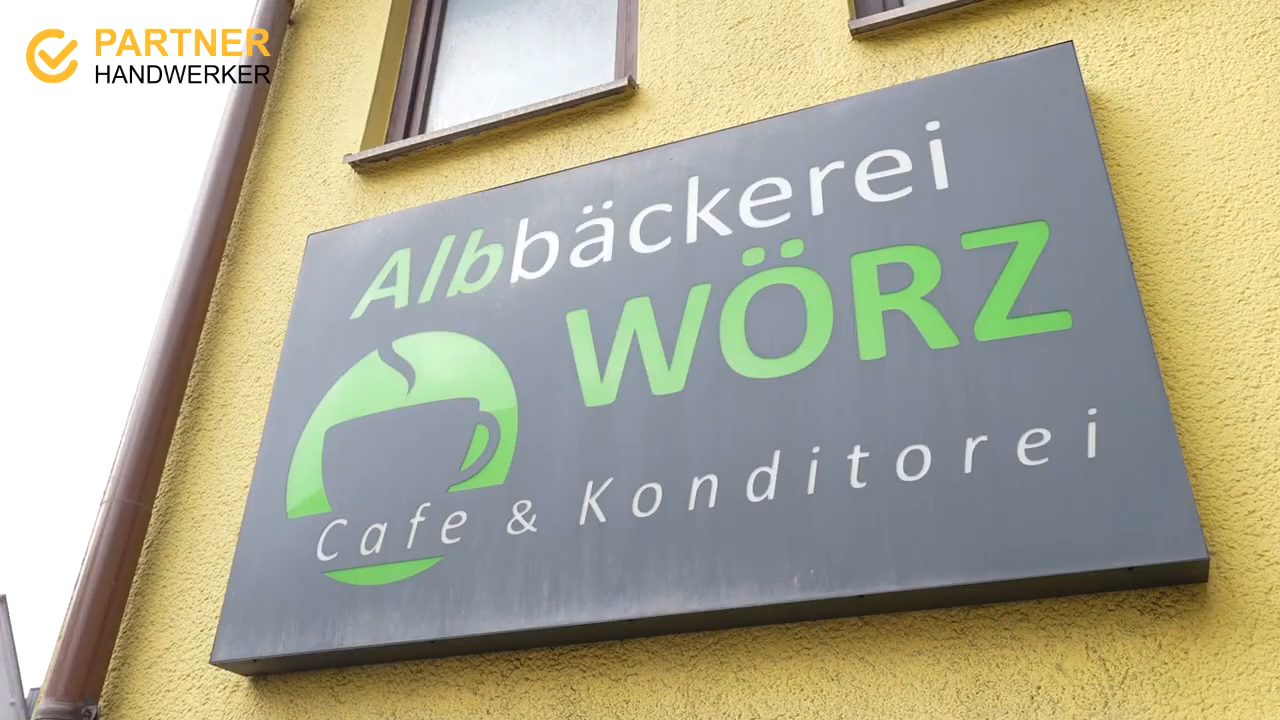 PARTNER
HANDWERKER
Albbäckerei
WÖRZ
Cafe & Konditorei